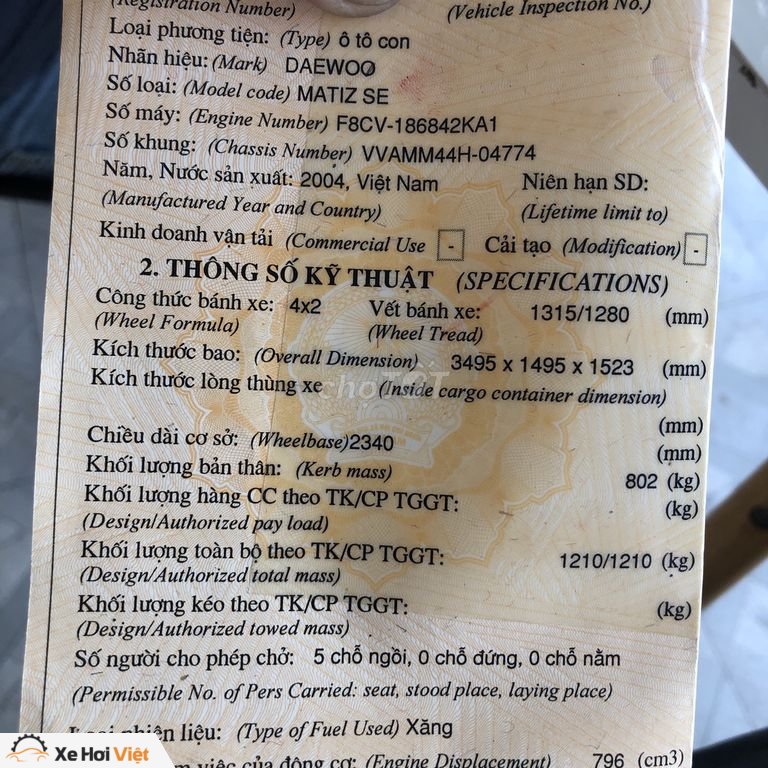 (Registration Number) (Vehicle Inspection No.)
Loại phương tiện: (Type) ô tô con
Nhãn hiệu: (Mark) DAEWOO
Số loại: (Model code) MATIZ SE
Số máy: (Engine Number) F8CV-186842KA1
Số khung: (Chassis Number) VVAMM44H-04774
Năm, Nước sản xuất: 2004, Việt Nam Niên hạn SD:
(Manufactured Year and Country) (Lifetime limit to)
Kinh doanh vận tải (Commercial Use - Cải tạo (Modification) -
2. THÔNG SỐ KỸ THUẬT (SPECIFICATIONS)
Công thức bánh xe: 4x2 Vết bánh xe: 1315/1280 (mm)
(Wheel Formula) (Wheel Tread)
Kích thước bao: (Overall Dimension) 3495 x 1495 x 1523 (mm)
Kích thước lòng thùng xe (Inside cargo container dimension)
choTỐT
(mm)
Chiều dài cơ sở: (Wheelbase)2340 (mm)
Khối lượng bản thân: (Kerb mass) 802 (kg)
Khối lượng hàng CC theo TK/CP TGGT: (kg)
(Design/Authorized pay load)
Khối lượng toàn bộ theo TK/CP TGGT: 1210/1210 (kg)
(Design/Authorized total mass)
Khối lượng kéo theo TK/CP TGGT: (kg)
(Design/Authorized towed mass)
Số người cho phép chở: 5 chỗ ngồi, 0 chỗ đứng, 0 chỗ nằm
(Permissible No. of Pers Carried: seat, stood place, laying place)
nhiên liệu: (Type of Fuel Used) Xăng
việc của động cơ: (Engine Displacement) 796 (cm3)
Xe Hơi Việt